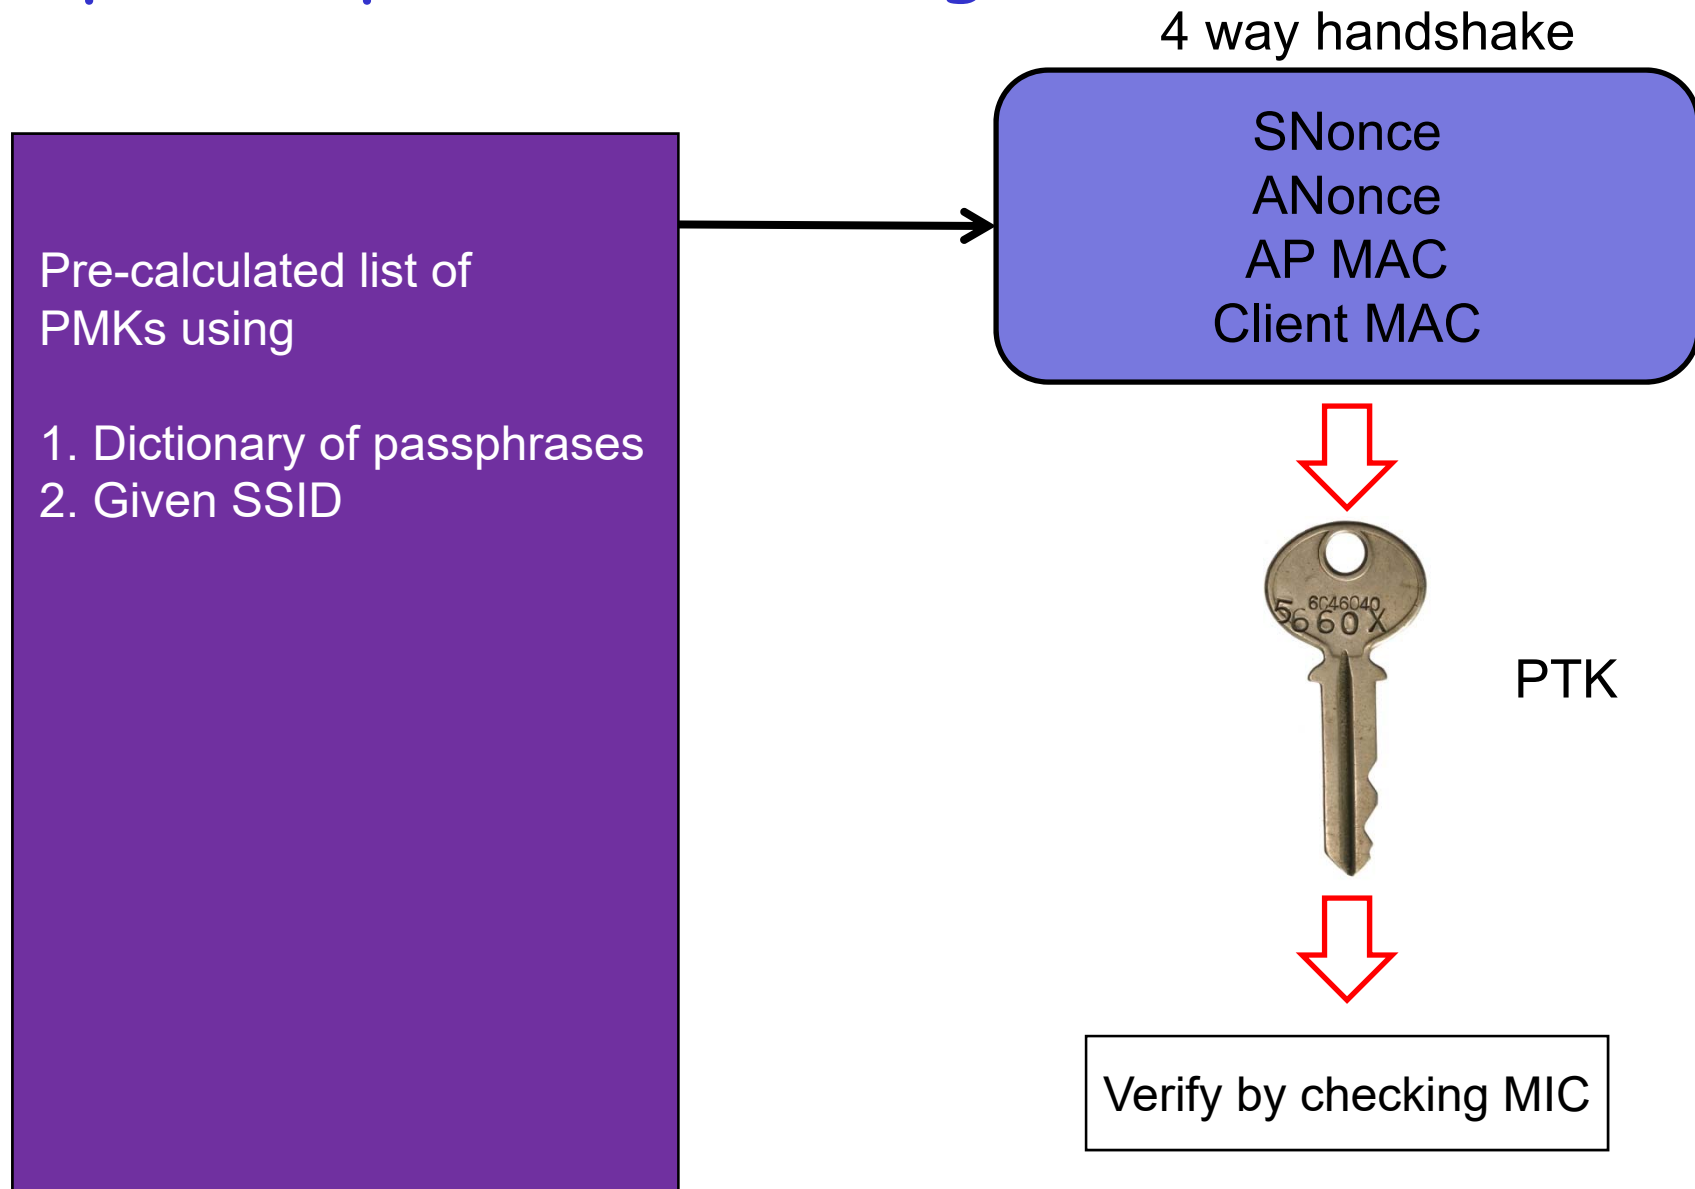 4 way handshake
SNonce
ANonce
AP MAC
Client MAC
Pre-calculated list of
PMKs using
1. Dictionary of passphrases
2. Given SSID
6C46040
5660X
PTK
Verify by checking MIC